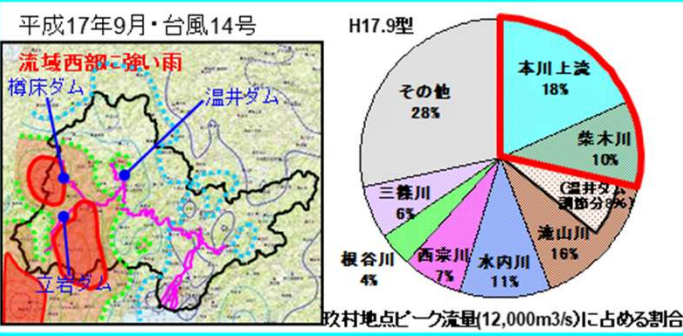 平成17年9月・台風14号
流域西部に強い雨
樽床ダム
温井ダム
立岩ダム
H17.9型
本川上流
18%
柴木川
10%
(温井ダム
調節分8%)
滝山川
16%
水内川
11%
西宗川
7%
根谷川
4%
三篠川
6%
その他
28%
玖村地点ピーク流量(12,000m3/s)に占める割合